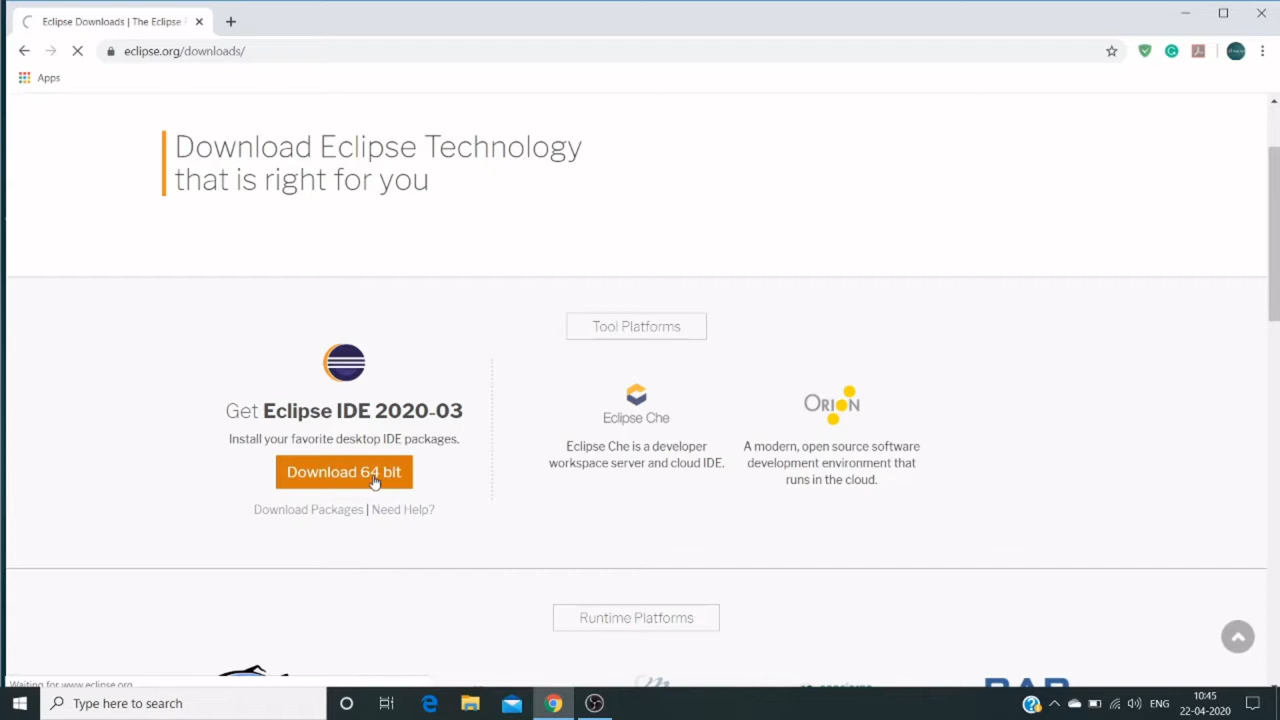 Eclipse Downloads | The Eclipse
eclipse.org/downloads/
Apps
Download Eclipse Technology
that is right for you
Tool Platforms
Get Eclipse IDE 2020-03
Install your favorite desktop IDE packages.
Download 64 bit
Download Packages | Need Help?
Eclipse Che
Eclipse Che is a developer
workspace server and cloud IDE.
ORION
A modern, open source software
development environment that
runs in the cloud.
Runtime Platforms
Waiting for www.eclipse.org
Type here to search
ENG
10:45
22-04-2020